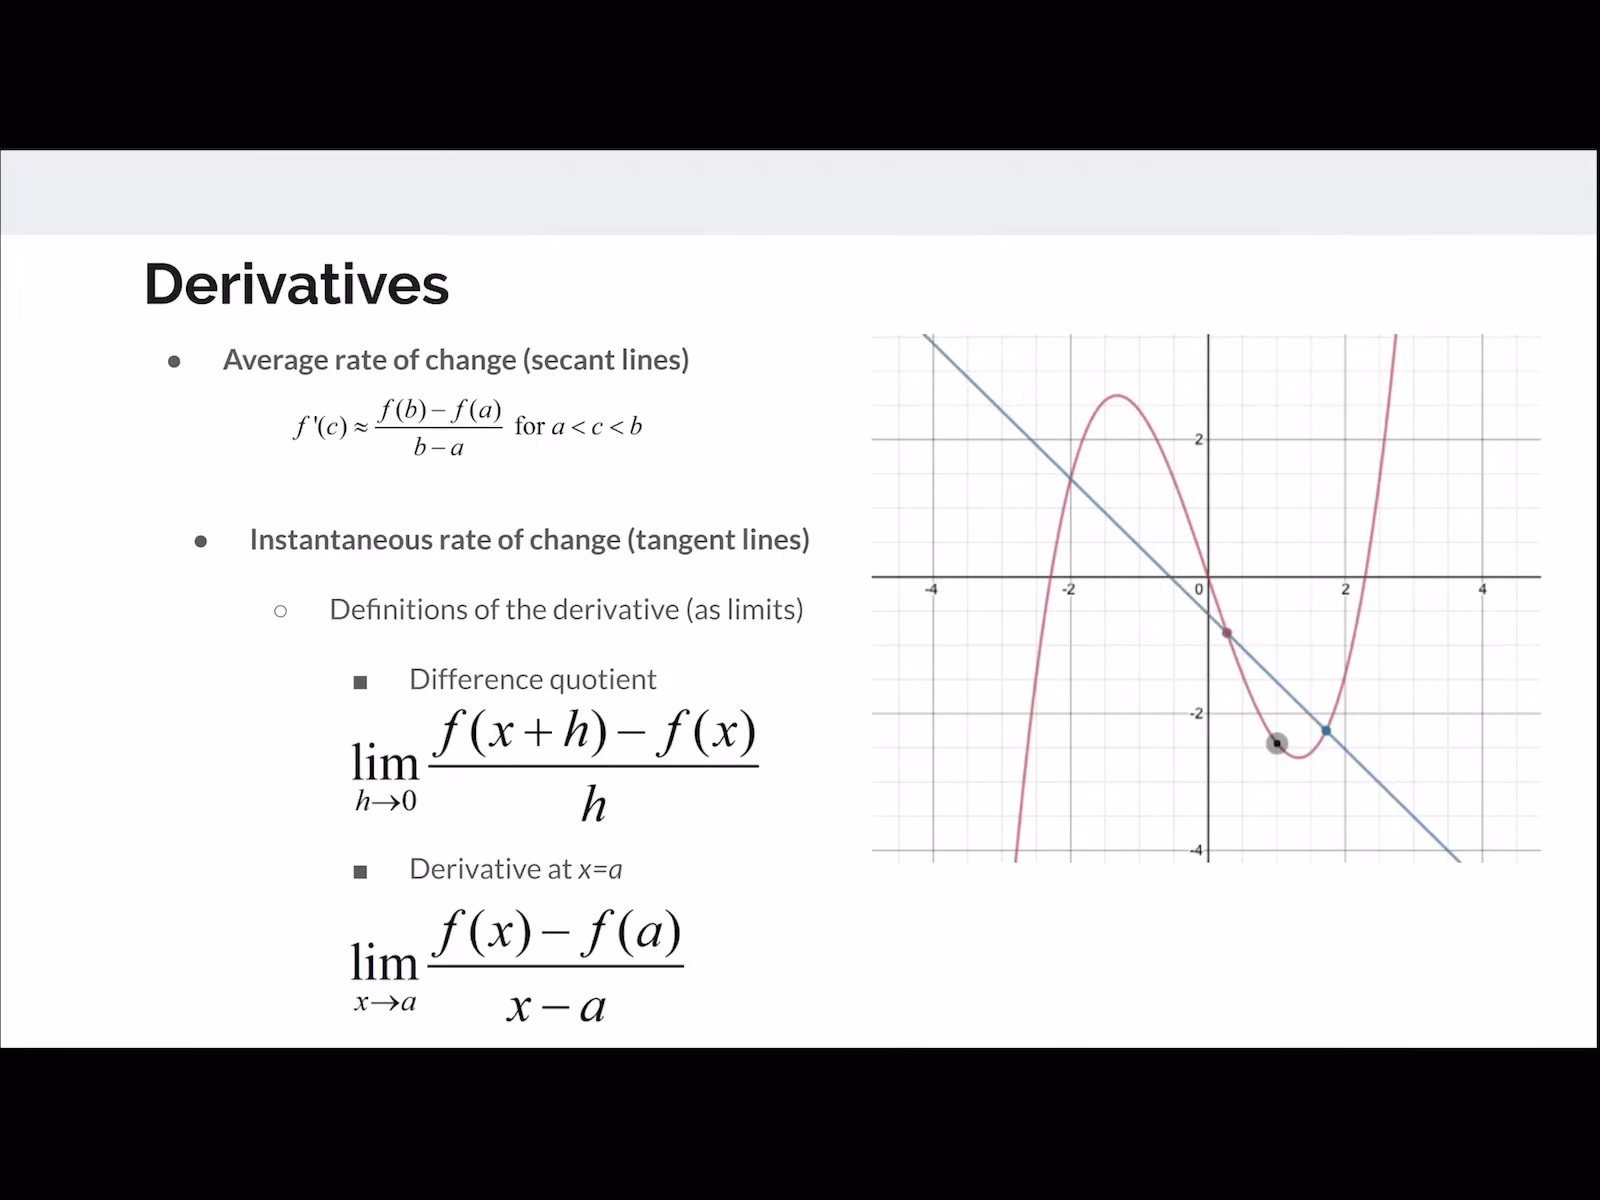 Derivatives
● Average rate of change (secant lines)
f '(c) ≈ f(b) − f(a) / b − a for a < c < b
● Instantaneous rate of change (tangent lines)
○ Definitions of the derivative (as limits)
■ Difference quotient
lim h→0 f(x + h) − f(x) / h
■ Derivative at x=a
lim x→a f(x) − f(a) / x − a
2
-4 -2 0 2 4
-2
-4